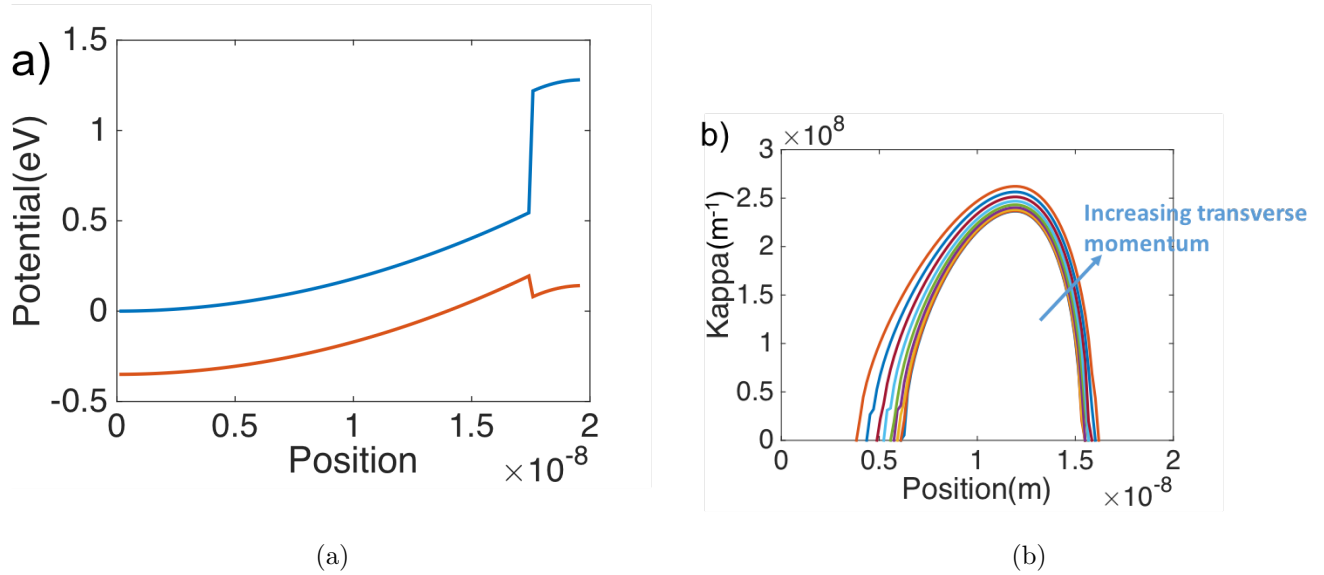 a)
Potential(eV)
1.5
1
0.5
0
-0.5
0
0.5
1
1.5
2
Position
×10⁻⁸
b)
×10⁸
Kappa(m⁻¹)
3
2.5
2
1.5
1
0.5
0
0
0.5
1
1.5
2
Position(m)
×10⁻⁸
Increasing transverse
momentum
(a)
(b)